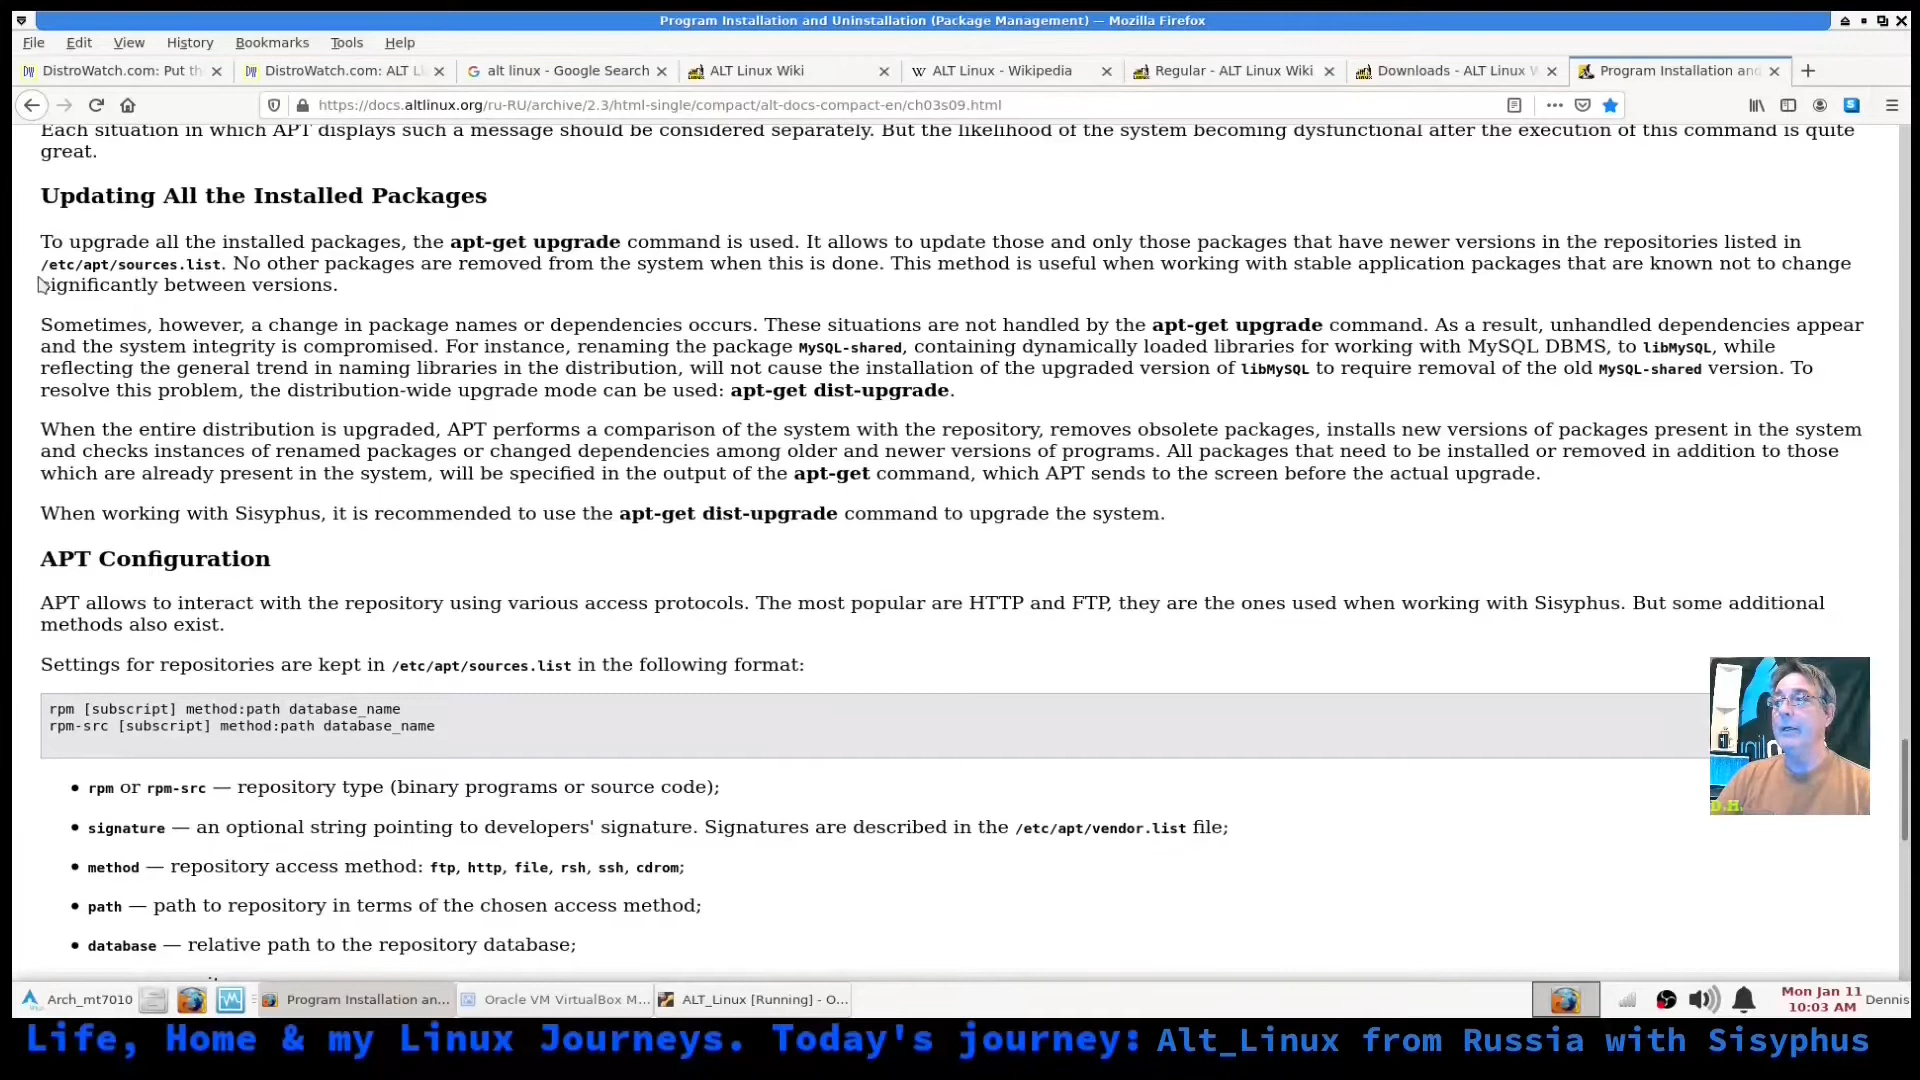 Program Installation and Uninstallation (Package Management) — Mozilla Firefox
File Edit View History Bookmarks Tools Help
DistroWatch.com: Put th DistroWatch.com: ALT L alt linux - Google Search ALT Linux Wiki ALT Linux - Wikipedia Regular - ALT Linux Wiki Downloads - ALT Linux W Program Installation and
https://docs.altlinux.org/ru-RU/archive/2.3/html-single/compact/alt-docs-compact-en/ch03s09.html
Each situation in which APT displays such a message should be considered separately. But the likelihood of the system becoming dysfunctional after the execution of this command is quite
great.
Updating All the Installed Packages
To upgrade all the installed packages, the apt-get upgrade command is used. It allows to update those and only those packages that have newer versions in the repositories listed in
/etc/apt/sources.list. No other packages are removed from the system when this is done. This method is useful when working with stable application packages that are known not to change
significantly between versions.
Sometimes, however, a change in package names or dependencies occurs. These situations are not handled by the apt-get upgrade command. As a result, unhandled dependencies appear
and the system integrity is compromised. For instance, renaming the package MySQL-shared, containing dynamically loaded libraries for working with MySQL DBMS, to libMySQL, while
reflecting the general trend in naming libraries in the distribution, will not cause the installation of the upgraded version of libMySQL to require removal of the old MySQL-shared version. To
resolve this problem, the distribution-wide upgrade mode can be used: apt-get dist-upgrade.
When the entire distribution is upgraded, APT performs a comparison of the system with the repository, removes obsolete packages, installs new versions of packages present in the system
and checks instances of renamed packages or changed dependencies among older and newer versions of programs. All packages that need to be installed or removed in addition to those
which are already present in the system, will be specified in the output of the apt-get command, which APT sends to the screen before the actual upgrade.
When working with Sisyphus, it is recommended to use the apt-get dist-upgrade command to upgrade the system.
APT Configuration
APT allows to interact with the repository using various access protocols. The most popular are HTTP and FTP, they are the ones used when working with Sisyphus. But some additional
methods also exist.
Settings for repositories are kept in /etc/apt/sources.list in the following format:
rpm [subscript] method:path database_name
rpm-src [subscript] method:path database_name
• rpm or rpm-src — repository type (binary programs or source code);
• signature — an optional string pointing to developers' signature. Signatures are described in the /etc/apt/vendor.list file;
• method — repository access method: ftp, http, file, rsh, ssh, cdrom;
• path — path to repository in terms of the chosen access method;
• database — relative path to the repository database;
D.H.
Arch_mt7010 Program Installation an... Oracle VM VirtualBox M... ALT_Linux [Running] - O... Mon Jan 11 Dennis
10:03 AM
Life, Home & my Linux Journeys. Today's journey: Alt_Linux from Russia with Sisyphus